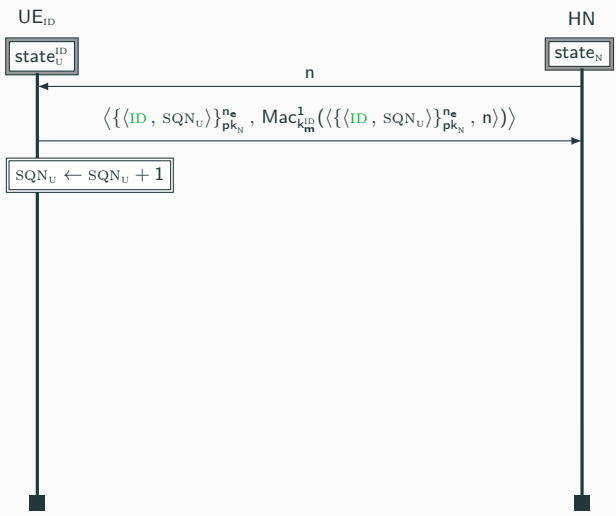 UE_ID HN
state_U^ID state_N
n
⟨{⟨ID , SQN_U⟩}_{pk_N}^{n_e} , Mac^1_{k_m^ID}(⟨{⟨ID , SQN_U⟩}_{pk_N}^{n_e} , n⟩)⟩
SQN_U ← SQN_U + 1